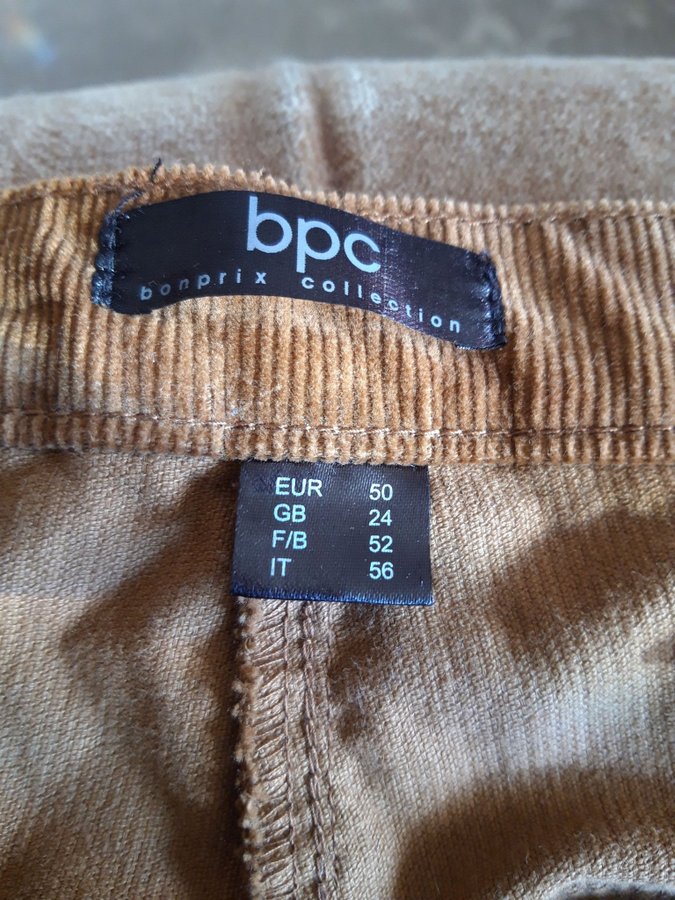 bpc
bonprix collection
EUR 50
GB 24
F/B 52
IT 56